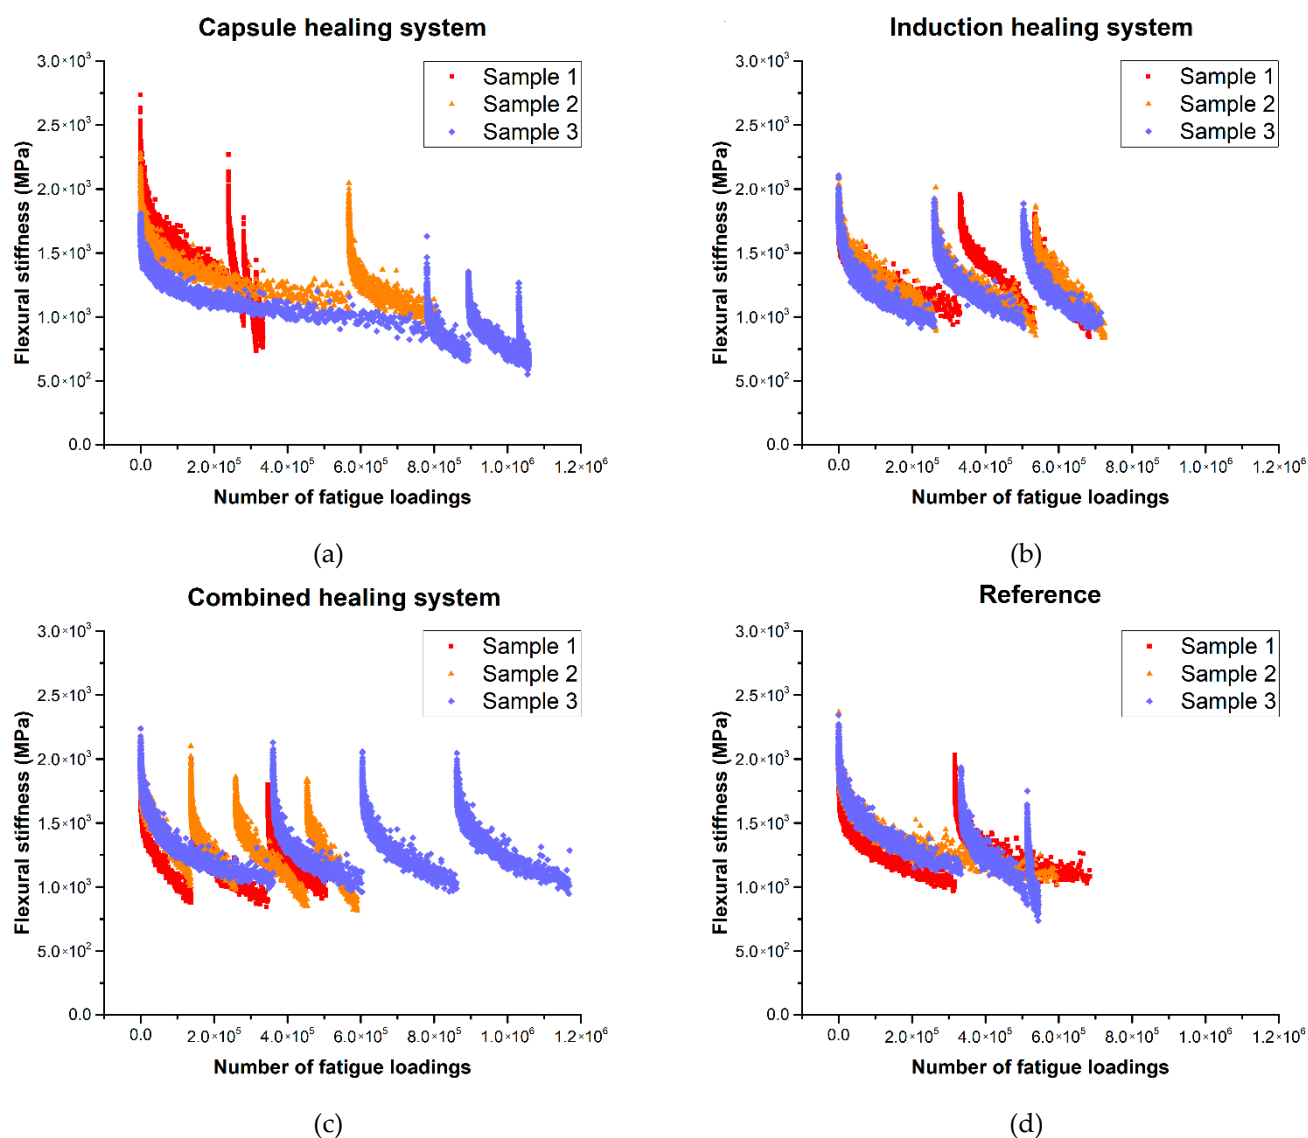 Capsule healing system
Flexural stiffness (MPa)
3.0×10³
2.5×10³
2.0×10³
1.5×10³
1.0×10³
5.0×10²
0.0
Sample 1
Sample 2
Sample 3
0.0 2.0×10⁵ 4.0×10⁵ 6.0×10⁵ 8.0×10⁵ 1.0×10⁶ 1.2×10⁶
Number of fatigue loadings
(a)
Induction healing system
Flexural stiffness (MPa)
3.0×10³
2.5×10³
2.0×10³
1.5×10³
1.0×10³
5.0×10²
0.0
Sample 1
Sample 2
Sample 3
0.0 2.0×10⁵ 4.0×10⁵ 6.0×10⁵ 8.0×10⁵ 1.0×10⁶ 1.2×10⁶
Number of fatigue loadings
(b)
Combined healing system
Flexural stiffness (MPa)
3.0×10³
2.5×10³
2.0×10³
1.5×10³
1.0×10³
5.0×10²
0.0
Sample 1
Sample 2
Sample 3
0.0 2.0×10⁵ 4.0×10⁵ 6.0×10⁵ 8.0×10⁵ 1.0×10⁶ 1.2×10⁶
Number of fatigue loadings
(c)
Reference
Flexural stiffness (MPa)
3.0×10³
2.5×10³
2.0×10³
1.5×10³
1.0×10³
5.0×10²
0.0
Sample 1
Sample 2
Sample 3
0.0 2.0×10⁵ 4.0×10⁵ 6.0×10⁵ 8.0×10⁵ 1.0×10⁶ 1.2×10⁶
Number of fatigue loadings
(d)